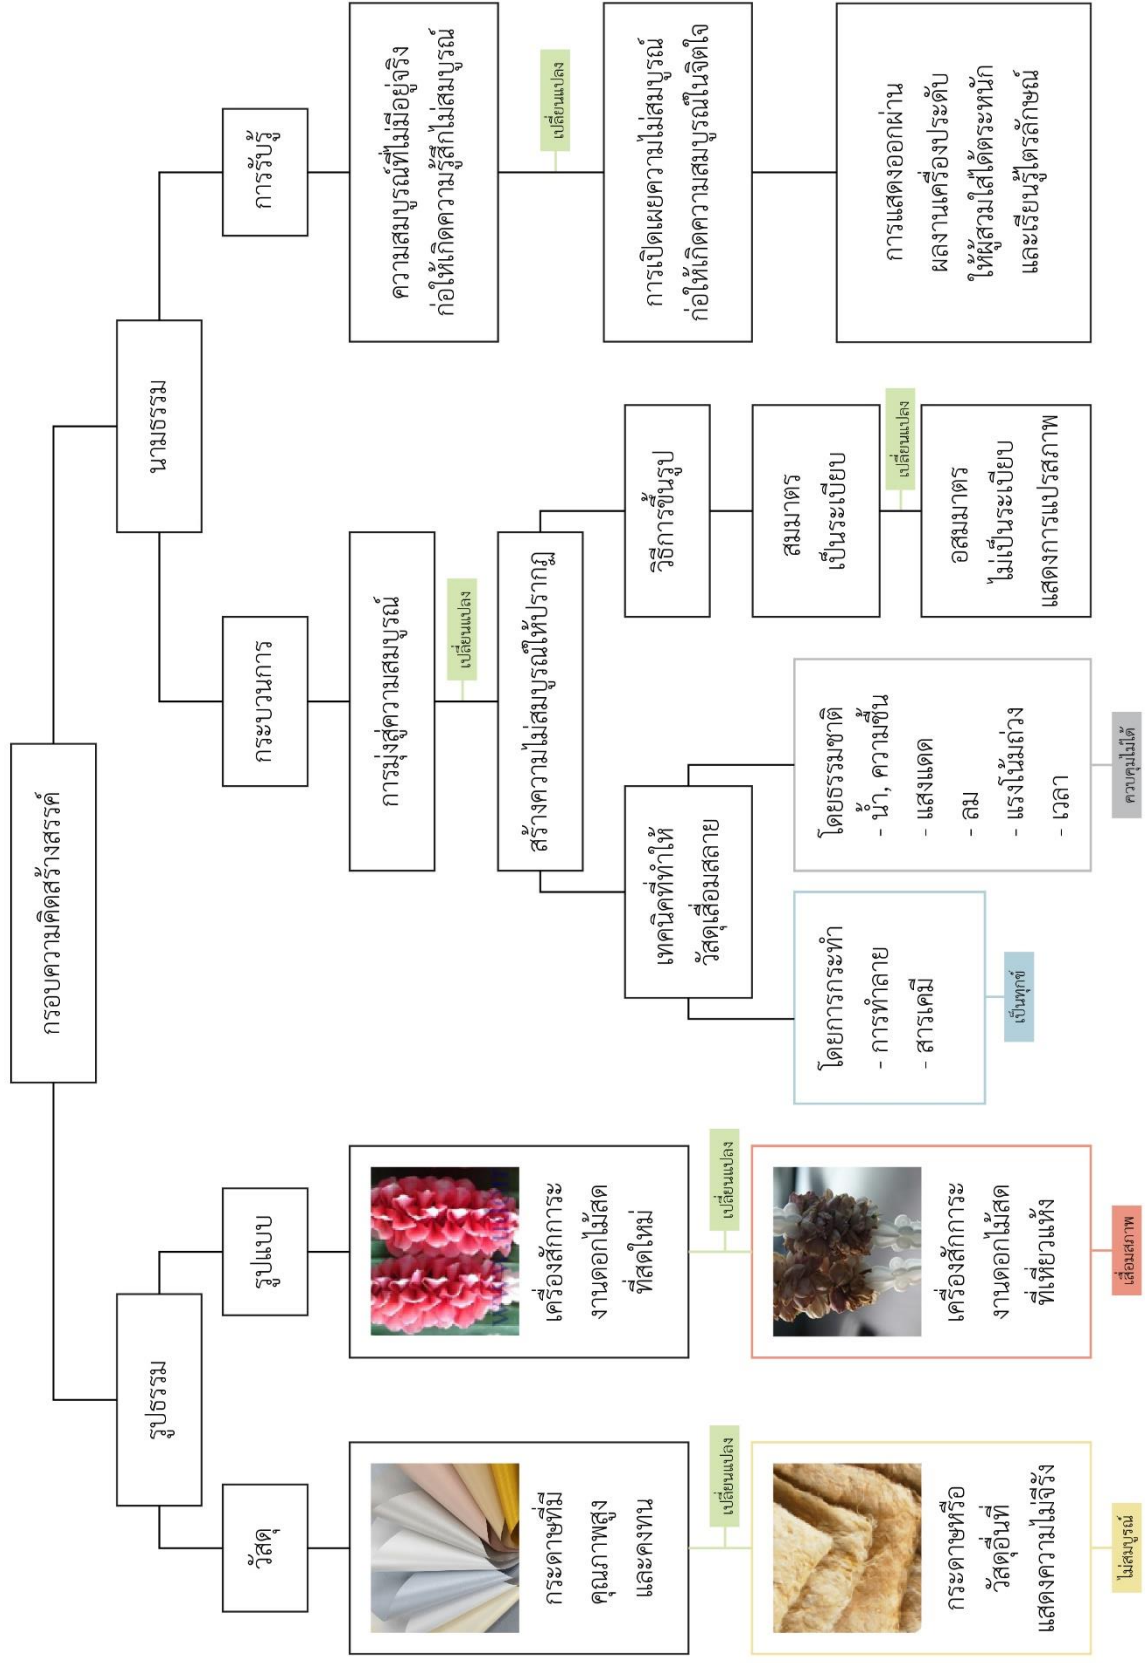 กรอบความคิดสร้างสรรค์
รูปธรรม
นามธรรม
วัสดุ
รูปแบบ
กระบวนการ
การรับรู้
กระดาษที่มี
คุณภาพสูง
และคงทน
เปลี่ยนแปลง
กระดาษหรือ
วัสดุอื่นที่
แสดงความไม่จีรัง
ไม่สมบูรณ์
เครื่องสักการะ
งานดอกไม้สด
ที่สดใหม่
เปลี่ยนแปลง
เครื่องสักการะ
งานดอกไม้สด
ที่เหี่ยวแห้ง
เสื่อมสภาพ
การมุ่งสู่ความสมบูรณ์
เปลี่ยนแปลง
สร้างความไม่สมบูรณ์ให้ปรากฏ
เทคนิคที่ทำให้
วัสดุเสื่อมสลาย
โดยการกระทำ
- การทำลาย
- สารเคมี
เป็นทุกข์
โดยธรรมชาติ
- น้ำ, ความชื้น
- แสงแดด
- ลม
- แรงโน้มถ่วง
- เวลา
ควบคุมไม่ได้
วิธีการขึ้นรูป
สมมาตร
เป็นระเบียบ
เปลี่ยนแปลง
อสมมาตร
ไม่เป็นระเบียบ
แสดงการแปรสภาพ
ความสมบูรณ์ที่ไม่มีอยู่จริง
ก่อให้เกิดความรู้สึกไม่สมบูรณ์
เปลี่ยนแปลง
การเปิดเผยความไม่สมบูรณ์
ก่อให้เกิดความสมบูรณ์ในจิตใจ
การแสดงออกผ่าน
ผลงานเครื่องประดับ
ให้ผู้สวมใส่ได้ตระหนัก
และเรียนรู้ไตรลักษณ์